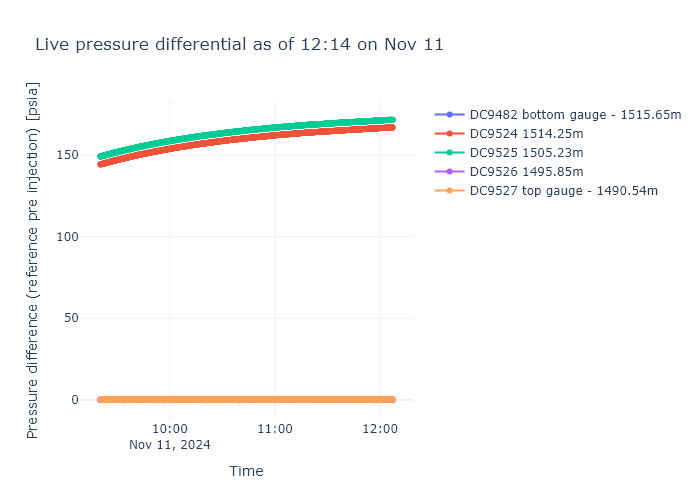 Live pressure differential as of 12:14 on Nov 11
Pressure difference (reference pre injection) [psia]
150
100
50
0
10:00
Nov 11, 2024
11:00
12:00
Time
DC9482 bottom gauge - 1515.65m
DC9524 1514.25m
DC9525 1505.23m
DC9526 1495.85m
DC9527 top gauge - 1490.54m